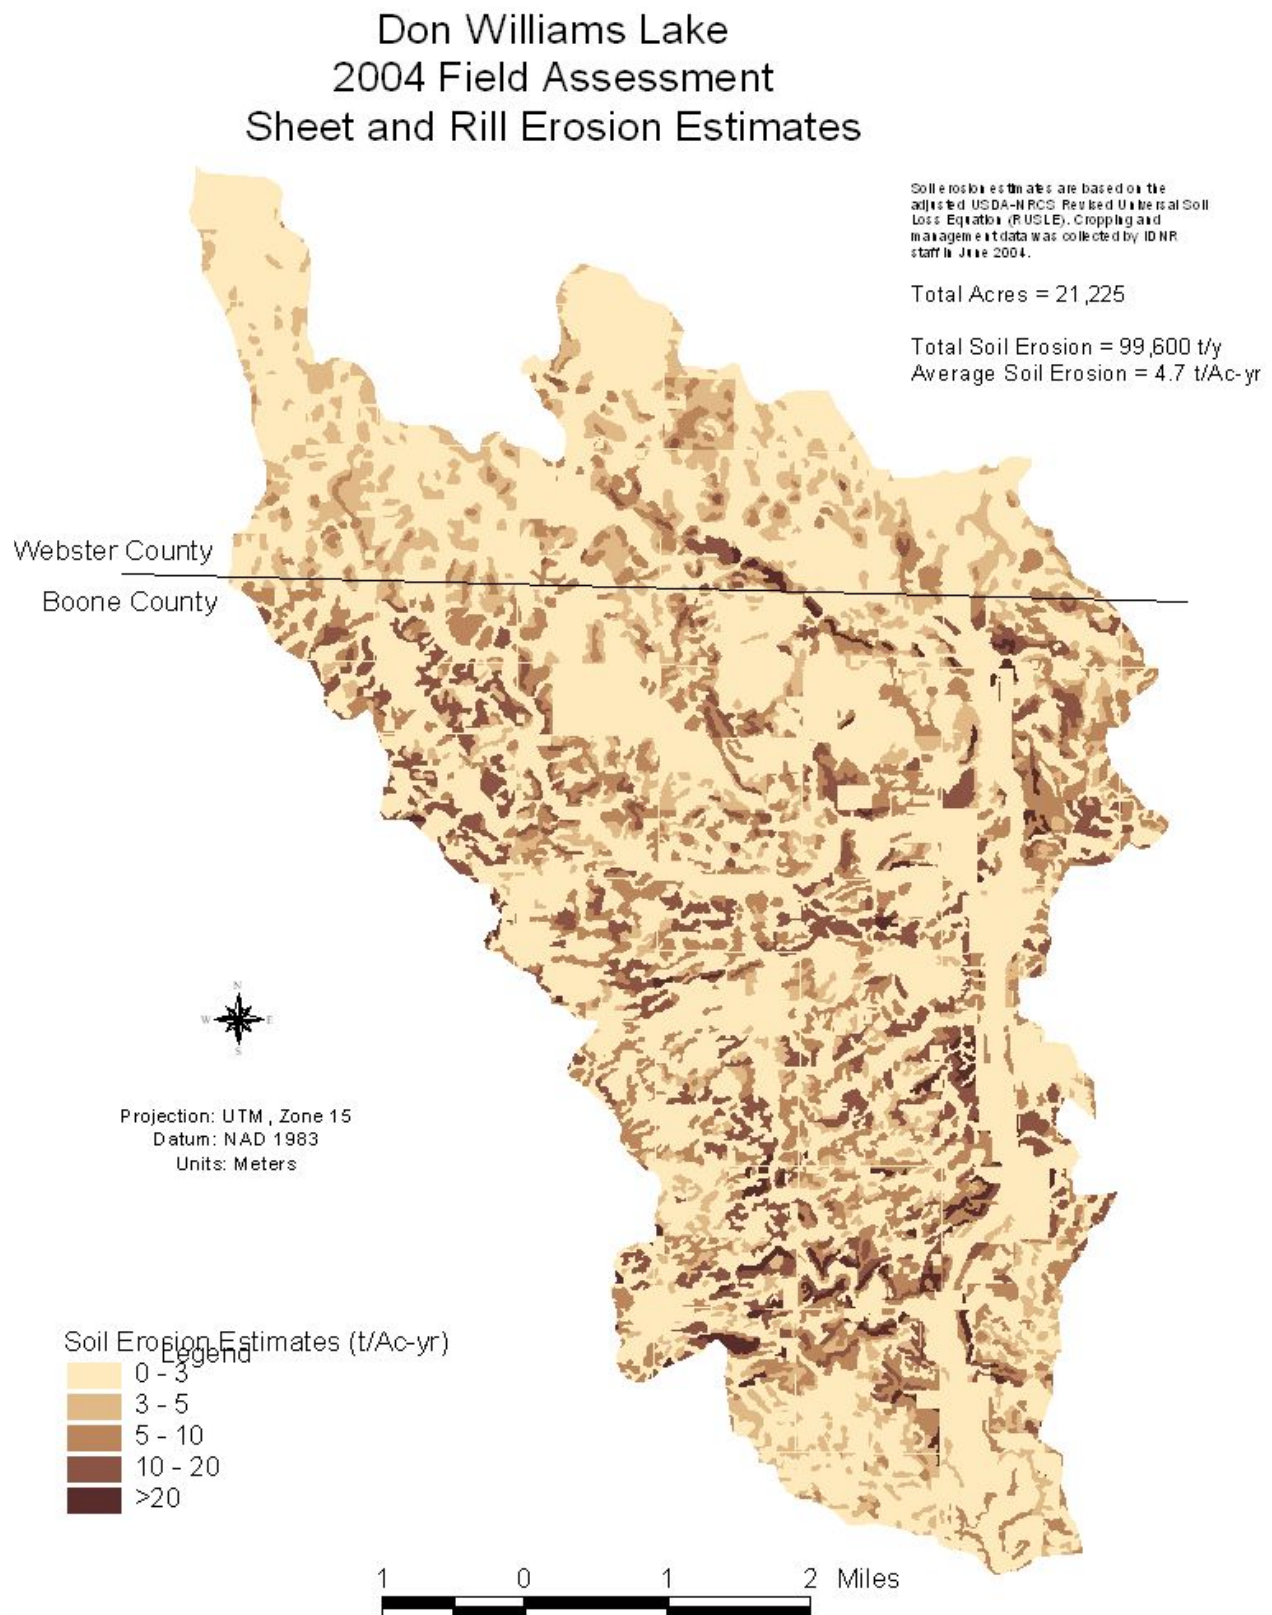 Don Williams Lake
2004 Field Assessment
Sheet and Rill Erosion Estimates
Soil erosion estimates are based on the
adjusted USDA-NRCS Revised Universal Soil
Loss Equation (RUSLE). Cropping and
management data was collected by IDNR
staff in June 2004.
Total Acres = 21,225
Total Soil Erosion = 99,600 t/y
Average Soil Erosion = 4.7 t/Ac-yr
Webster County
Boone County
N
W E
S
Projection: UTM, Zone 15
Datum: NAD 1983
Units: Meters
Soil Erosion Estimates (t/Ac-yr)
Legend
0 - 3
3 - 5
5 - 10
10 - 20
>20
1 0 1 2 Miles